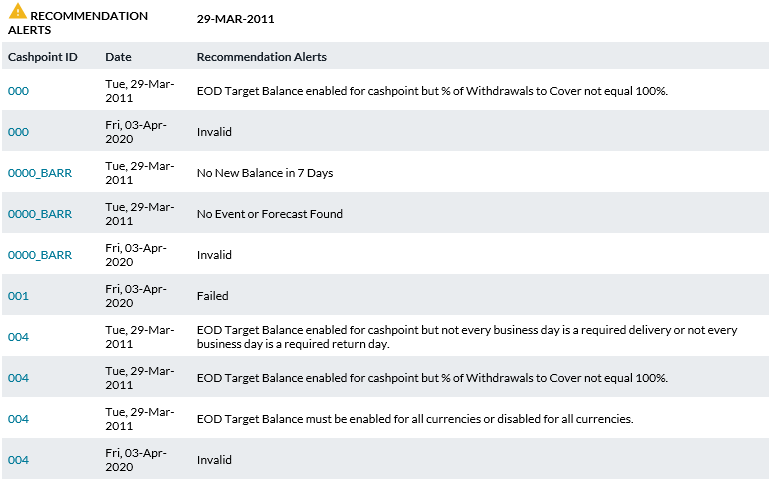 RECOMMENDATION ALERTS 29-MAR-2011
Cashpoint ID Date Recommendation Alerts
000 Tue, 29-Mar-2011 EOD Target Balance enabled for cashpoint but % of Withdrawals to Cover not equal 100%.
000 Fri, 03-Apr-2020 Invalid
0000_BARR Tue, 29-Mar-2011 No New Balance in 7 Days
0000_BARR Tue, 29-Mar-2011 No Event or Forecast Found
0000_BARR Fri, 03-Apr-2020 Invalid
001 Fri, 03-Apr-2020 Failed
004 Tue, 29-Mar-2011 EOD Target Balance enabled for cashpoint but not every business day is a required delivery or not every business day is a required return day.
004 Tue, 29-Mar-2011 EOD Target Balance enabled for cashpoint but % of Withdrawals to Cover not equal 100%.
004 Tue, 29-Mar-2011 EOD Target Balance must be enabled for all currencies or disabled for all currencies.
004 Fri, 03-Apr-2020 Invalid